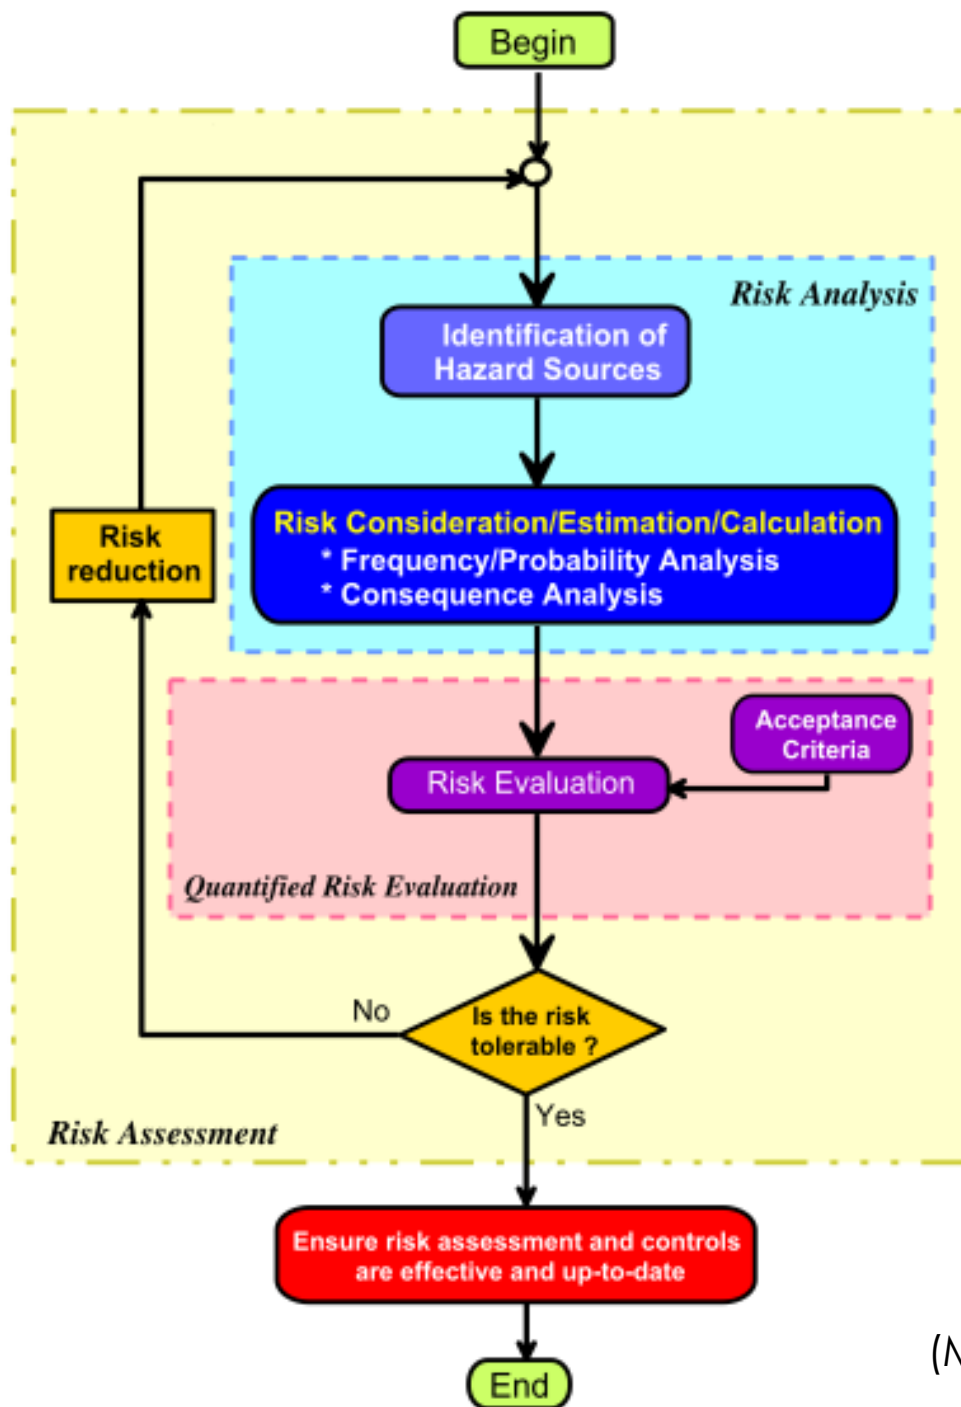 Begin
Risk Analysis
Identification of
Hazard Sources
Risk Consideration/Estimation/Calculation
* Frequency/Probability Analysis
* Consequence Analysis
Risk
reduction
Acceptance
Criteria
Risk Evaluation
Quantified Risk Evaluation
No
Is the risk
tolerable ?
Yes
Risk Assessment
Ensure risk assessment and controls
are effective and up-to-date
(N
End